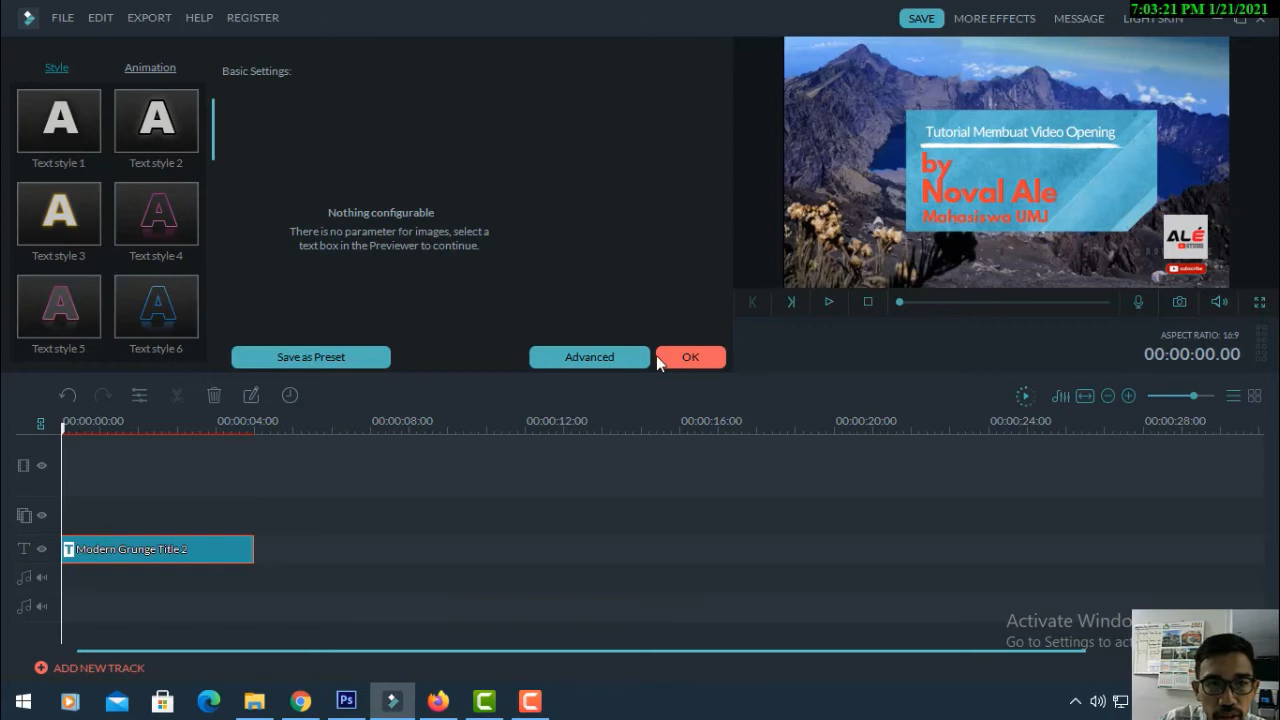 7:03:21 PM 1/21/2021
FILE EDIT EXPORT HELP REGISTER
SAVE MORE EFFECTS MESSAGE LIGHT SKIN
Style Animation
Basic Settings:
Text style 1 Text style 2
Text style 3 Text style 4
Text style 5 Text style 6
Nothing configurable
There is no parameter for images, select a
text box in the Previewer to continue.
Save as Preset Advanced OK
Tutorial Membuat Video Opening
by
Noval Ale
Mahasiswa UMJ
ALÉ
subscribe
ASPECT RATIO: 16:9
00:00:00.00
00:00:00:00 00:00:04:00 00:00:08:00 00:00:12:00 00:00:16:00 00:00:20:00 00:00:24:00 00:00:28:00
T Modern Grunge Title 2
ADD NEW TRACK
Activate Windo
Go to Settings to act
Ps